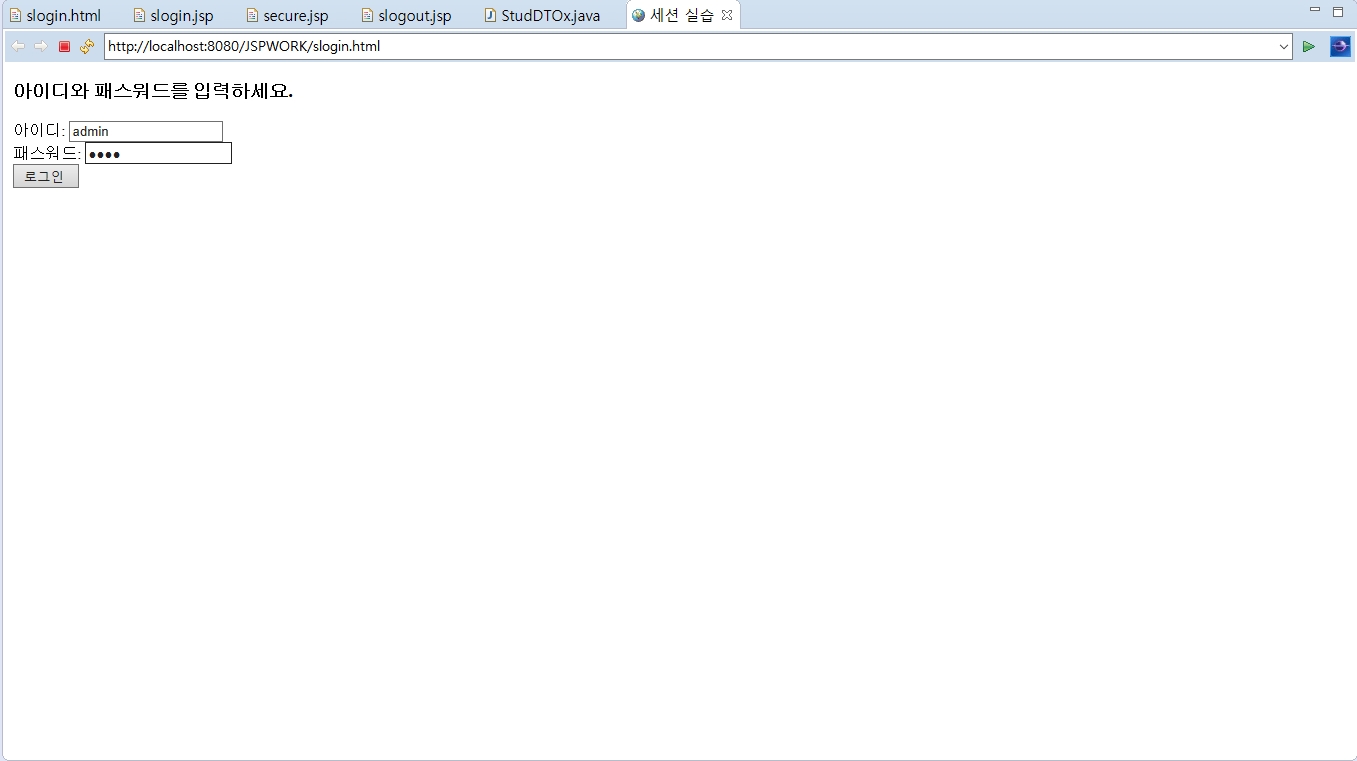 slogin.html slogin.jsp secure.jsp slogout.jsp StudDTOx.java 세션 실습
http://localhost:8080/JSPWORK/slogin.html
아이디와 패스워드를 입력하세요.
아이디: admin
패스워드: ●●●●
로그인